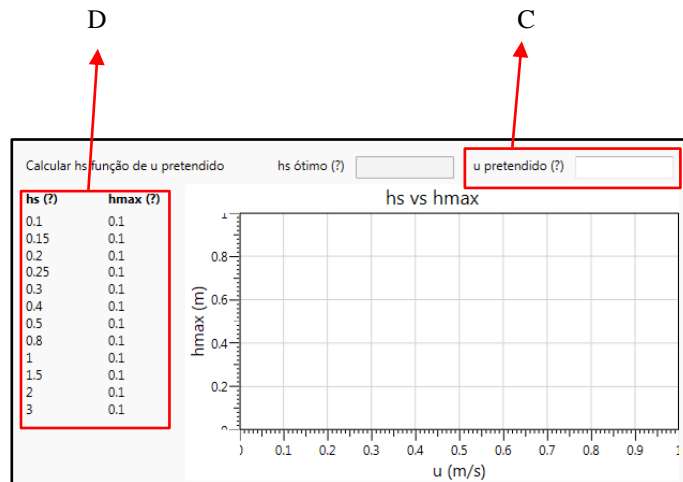 D C
Calcular hs função de u pretendido hs ótimo (?) u pretendido (?)
hs (?) hmax (?)
0.1 0.1
0.15 0.1
0.2 0.1
0.25 0.1
0.3 0.1
0.4 0.1
0.5 0.1
0.8 0.1
1 0.1
1.5 0.1
2 0.1
3 0.1
hs vs hmax
hmax (m)
1
0.8
0.6
0.4
0.2
0
0 0.1 0.2 0.3 0.4 0.5 0.6 0.7 0.8 0.9 1
u (m/s)